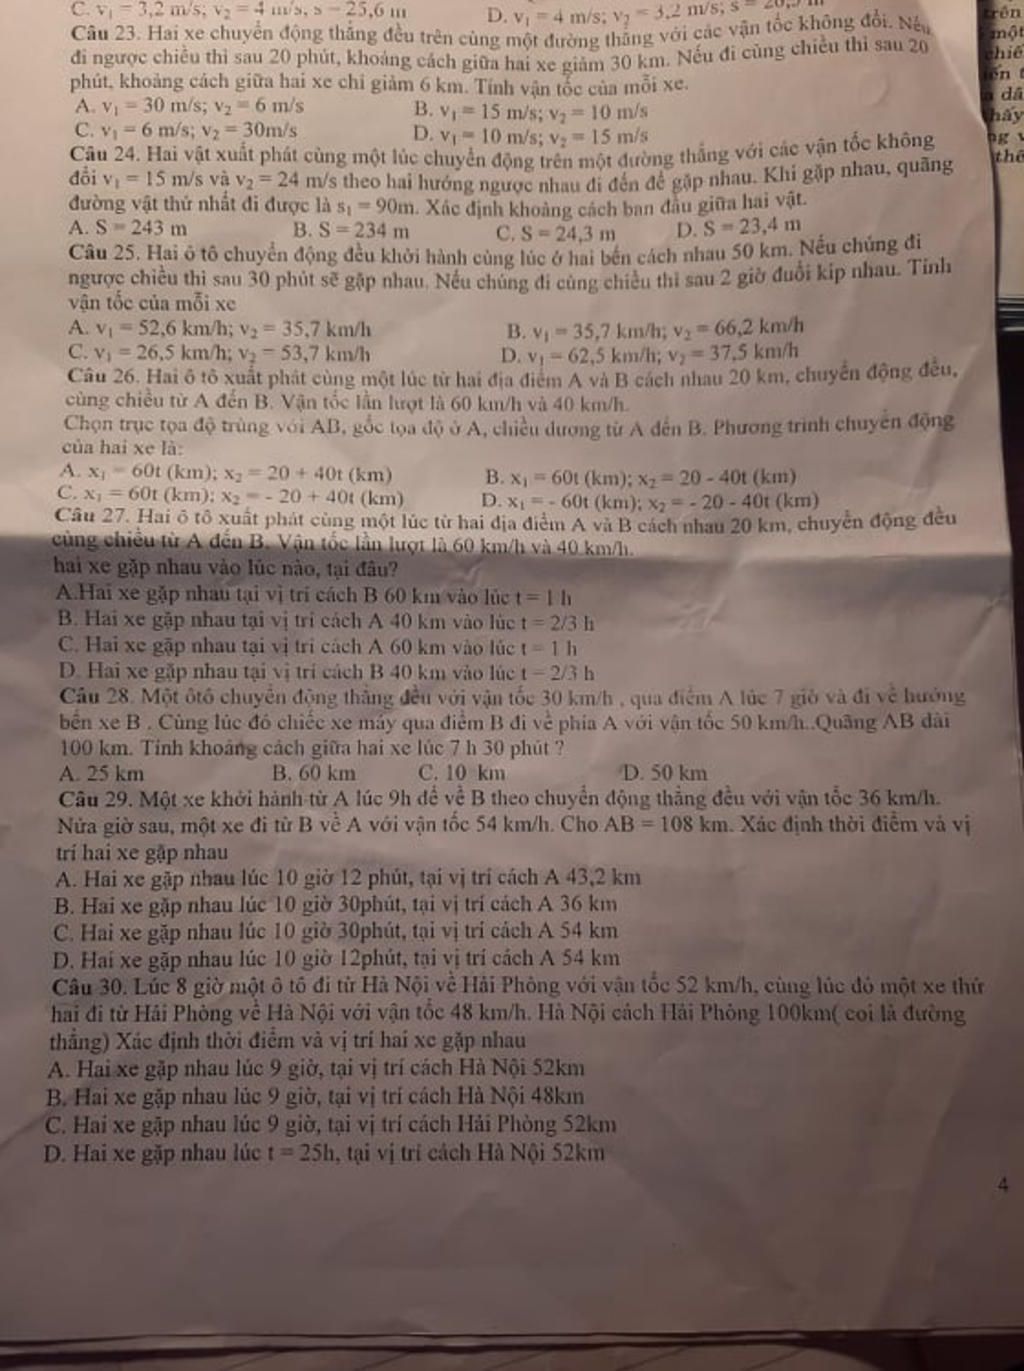 C. v₁ = 3,2 m/s; v₂ = 4 m/s, s = 25,6 m
D. v₁ = 4 m/s; v₂ = 3,2 m/s; s =
Câu 23. Hai xe chuyển động thẳng đều trên cùng một đường thẳng với các vận tốc không đổi. Nếu
đi ngược chiều thì sau 20 phút, khoảng cách giữa hai xe giảm 30 km. Nếu đi cùng chiều thì sau 20
phút, khoảng cách giữa hai xe chỉ giảm 6 km. Tính vận tốc của mỗi xe.
A. v₁ = 30 m/s; v₂ = 6 m/s
B. v₁ = 15 m/s; v₂ = 10 m/s
C. v₁ = 6 m/s; v₂ = 30m/s
D. v₁ = 10 m/s; v₂ = 15 m/s
Câu 24. Hai vật xuất phát cùng một lúc chuyển động trên một đường thẳng với các vận tốc không
đổi v₁ = 15 m/s và v₂ = 24 m/s theo hai hướng ngược nhau đi đến để gặp nhau. Khi gặp nhau, quãng
đường vật thứ nhất đi được là s₁ = 90m. Xác định khoảng cách ban đầu giữa hai vật.
A. S = 243 m
B. S = 234 m
C. S = 24,3 m
D. S = 23,4 m
Câu 25. Hai ô tô chuyển động đều khởi hành cùng lúc ở hai bến cách nhau 50 km. Nếu chúng đi
ngược chiều thì sau 30 phút sẽ gặp nhau. Nếu chúng đi cùng chiều thì sau 2 giờ đuổi kịp nhau. Tính
vận tốc của mỗi xe
A. v₁ = 52,6 km/h; v₂ = 35,7 km/h
B. v₁ = 35,7 km/h; v₂ = 66,2 km/h
C. v₁ = 26,5 km/h; v₂ = 53,7 km/h
D. v₁ = 62,5 km/h; v₂ = 37,5 km/h
Câu 26. Hai ô tô xuất phát cùng một lúc từ hai địa điểm A và B cách nhau 20 km, chuyển động đều,
cùng chiều từ A đến B. Vận tốc lần lượt là 60 km/h và 40 km/h.
Chọn trục tọa độ trùng với AB, gốc tọa độ ở A, chiều dương từ A đến B. Phương trình chuyển động
của hai xe là:
A. x₁ = 60t (km); x₂ = 20 + 40t (km)
B. x₁ = 60t (km); x₂ = 20 - 40t (km)
C. x₁ = 60t (km); x₂ = - 20 + 40t (km)
D. x₁ = - 60t (km); x₂ = - 20 - 40t (km)
Câu 27. Hai ô tô xuất phát cùng một lúc từ hai địa điểm A và B cách nhau 20 km, chuyển động đều
cùng chiều từ A đến B. Vận tốc lần lượt là 60 km/h và 40 km/h.
hai xe gặp nhau vào lúc nào, tại đâu?
A.Hai xe gặp nhau tại vị trí cách B 60 km vào lúc t = 1 h
B. Hai xe gặp nhau tại vị trí cách A 40 km vào lúc t = 2/3 h
C. Hai xe gặp nhau tại vị trí cách A 60 km vào lúc t = 1 h
D. Hai xe gặp nhau tại vị trí cách B 40 km vào lúc t = 2/3 h
Câu 28. Một ôtô chuyển động thẳng đều với vận tốc 30 km/h , qua điểm A lúc 7 giờ và đi về hướng
bến xe B . Cùng lúc đó chiếc xe máy qua điểm B đi về phía A với vận tốc 50 km/h..Quãng AB dài
100 km. Tính khoảng cách giữa hai xe lúc 7 h 30 phút ?
A. 25 km
B. 60 km
C. 10 km
D. 50 km
Câu 29. Một xe khởi hành từ A lúc 9h để về B theo chuyển động thẳng đều với vận tốc 36 km/h.
Nửa giờ sau, một xe đi từ B về A với vận tốc 54 km/h. Cho AB = 108 km. Xác định thời điểm và vị
trí hai xe gặp nhau
A. Hai xe gặp nhau lúc 10 giờ 12 phút, tại vị trí cách A 43,2 km
B. Hai xe gặp nhau lúc 10 giờ 30phút, tại vị trí cách A 36 km
C. Hai xe gặp nhau lúc 10 giờ 30phút, tại vị trí cách A 54 km
D. Hai xe gặp nhau lúc 10 giờ 12phút, tại vị trí cách A 54 km
Câu 30. Lúc 8 giờ một ô tô đi từ Hà Nội về Hải Phòng với vận tốc 52 km/h, cùng lúc đó một xe thứ
hai đi từ Hải Phòng về Hà Nội với vận tốc 48 km/h. Hà Nội cách Hải Phòng 100km( coi là đường
thẳng) Xác định thời điểm và vị trí hai xe gặp nhau
A. Hai xe gặp nhau lúc 9 giờ, tại vị trí cách Hà Nội 52km
B. Hai xe gặp nhau lúc 9 giờ, tại vị trí cách Hà Nội 48km
C. Hai xe gặp nhau lúc 9 giờ, tại vị trí cách Hải Phòng 52km
D. Hai xe gặp nhau lúc t = 25h, tại vị trí cách Hà Nội 52km
4
trên
một